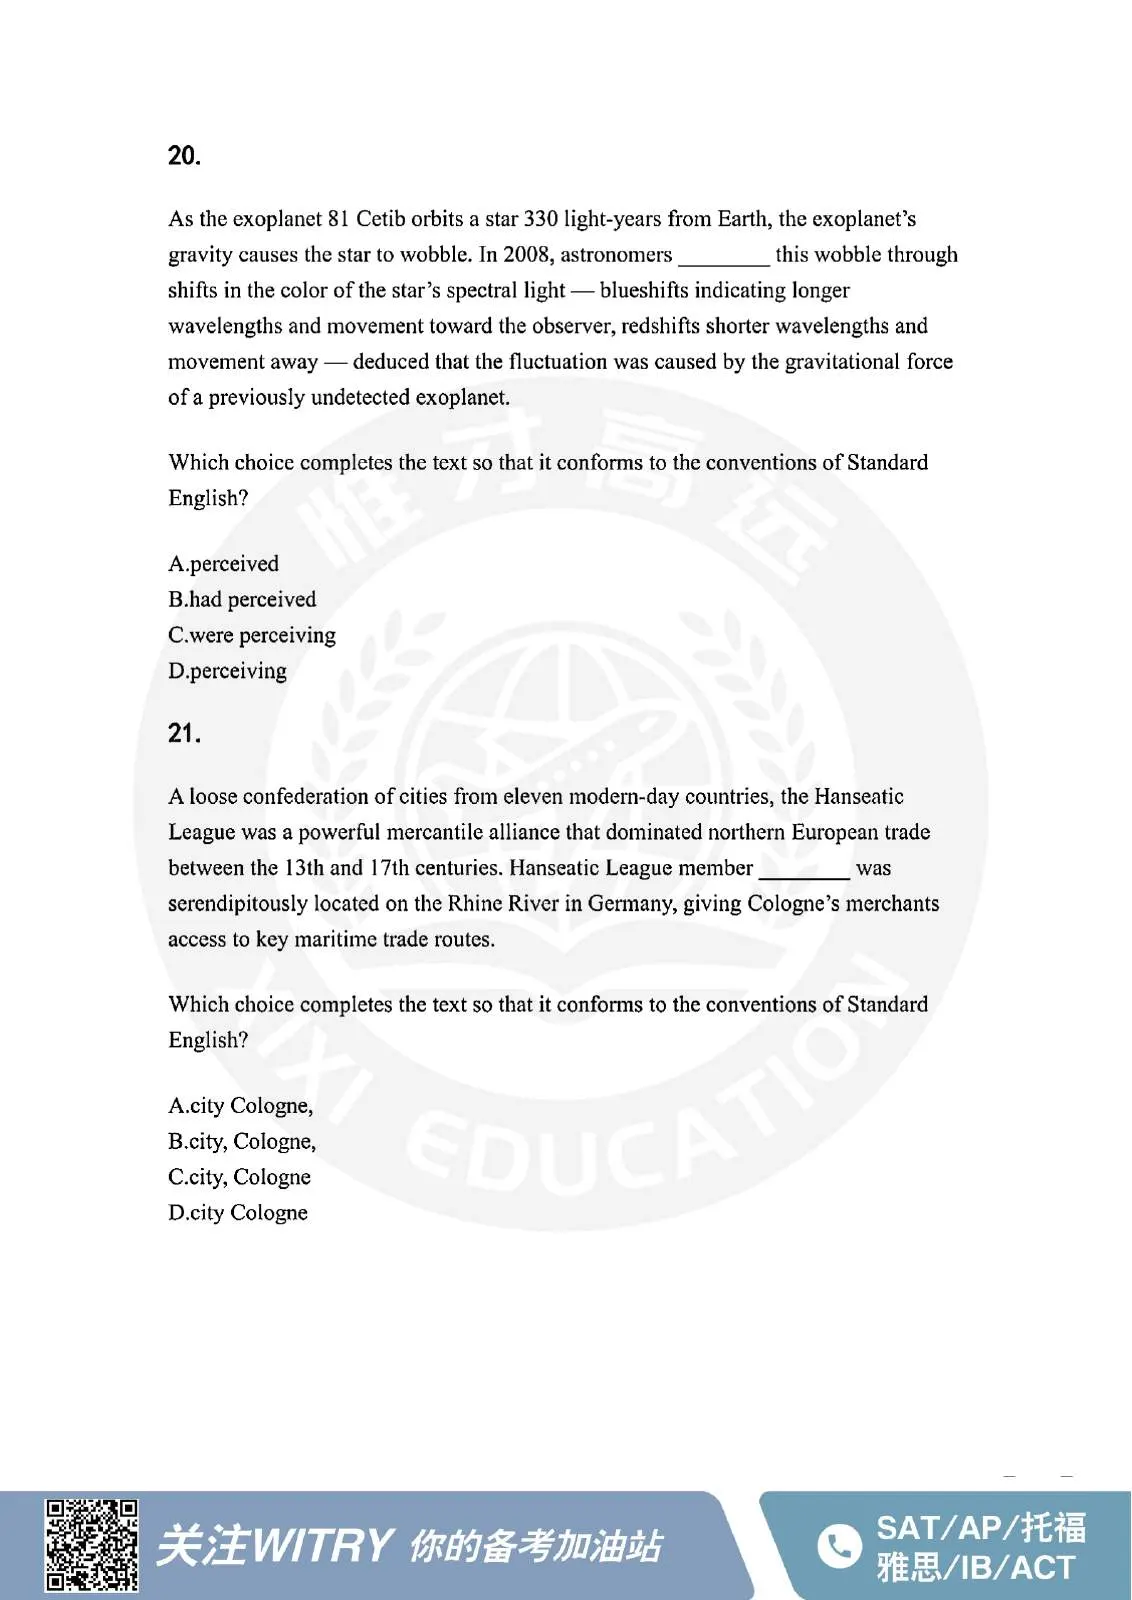 20.
As the exoplanet 81 Cetib orbits a star 330 light-years from Earth, the exoplanet’s
gravity causes the star to wobble. In 2008, astronomers ________ this wobble through
shifts in the color of the star’s spectral light — blueshifts indicating longer
wavelengths and movement toward the observer, redshifts shorter wavelengths and
movement away — deduced that the fluctuation was caused by the gravitational force
of a previously undetected exoplanet.
Which choice completes the text so that it conforms to the conventions of Standard
English?
A.perceived
B.had perceived
C.were perceiving
D.perceiving
21.
A loose confederation of cities from eleven modern-day countries, the Hanseatic
League was a powerful mercantile alliance that dominated northern European trade
between the 13th and 17th centuries. Hanseatic League member ________ was
serendipitously located on the Rhine River in Germany, giving Cologne’s merchants
access to key maritime trade routes.
Which choice completes the text so that it conforms to the conventions of Standard
English?
A.city Cologne,
B.city, Cologne,
C.city, Cologne
D.city Cologne
惟才高远
XIXI EDUCATION
关注WITRY 你的备考加油站
SAT/AP/托福
雅思/IB/ACT